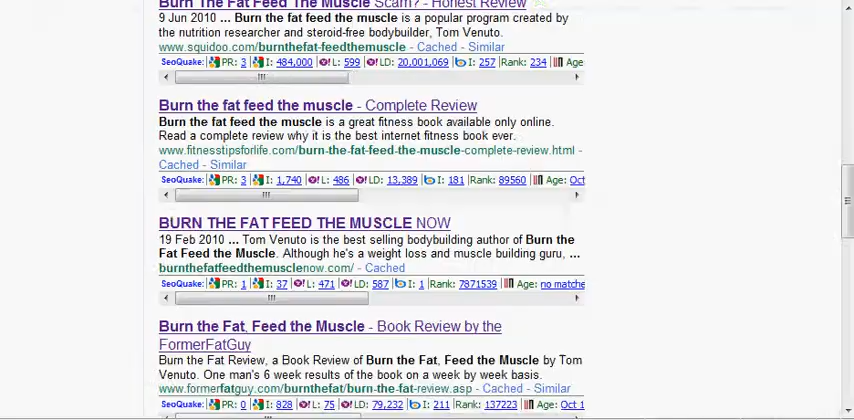 Burn The Fat Feed The Muscle Scam? - Honest Review
9 Jun 2010 ... Burn the fat feed the muscle is a popular program created by
the nutrition researcher and steroid-free bodybuilder, Tom Venuto.
www.squidoo.com/burnthefat-feedthemuscle - Cached - Similar
SeoQuake: PR: 3 | I: 484,000 | L: 599 | LD: 20,001,069 | I: 257 | Rank: 234 | Age
Burn the fat feed the muscle - Complete Review
Burn the fat feed the muscle is a great fitness book available only online.
Read a complete review why it is the best internet fitness book ever.
www.fitnesstipsforlife.com/burn-the-fat-feed-the-muscle-complete-review.html -
Cached - Similar
SeoQuake: PR: 3 | I: 1,740 | L: 486 | LD: 13,389 | I: 181 | Rank: 89560 | Age: Oct
BURN THE FAT FEED THE MUSCLE NOW
19 Feb 2010 ... Tom Venuto is the best selling bodybuilding author of Burn the
Fat Feed the Muscle. Although he's a weight loss and muscle building guru, ...
burnthefatfeedthemusclenow.com/ - Cached
SeoQuake: PR: 1 | I: 37 | L: 471 | LD: 587 | I: 1 | Rank: 7871539 | Age: no matche
Burn the Fat, Feed the Muscle - Book Review by the
FormerFatGuy
Burn the Fat Review, a Book Review of Burn the Fat, Feed the Muscle by Tom
Venuto. One man's 6 week results of the book on a week by week basis.
www.formerfatguy.com/burnthefat/burn-the-fat-review.asp - Cached - Similar
SeoQuake: PR: 0 | I: 828 | L: 75 | LD: 79,232 | I: 211 | Rank: 137223 | Age: Oct 1